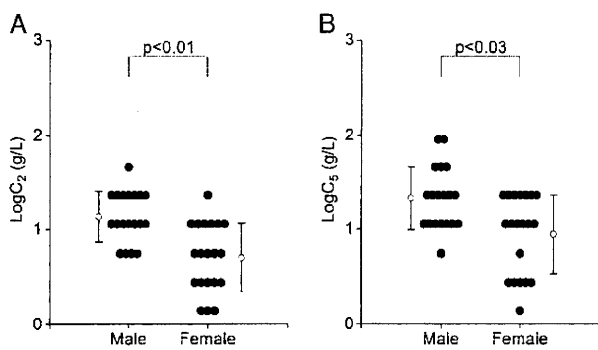 A
B
p<0.01
p<0.03
LogC₂ (g/L)
3
2
1
0
Male Female
LogC₅ (g/L)
3
2
1
0
Male Female